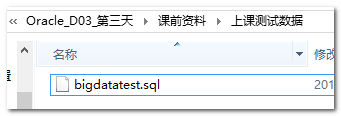 « Oracle_D03_第三天 › 课前资料 › 上课测试数据
名称 修改
bigdatatest.sql 201